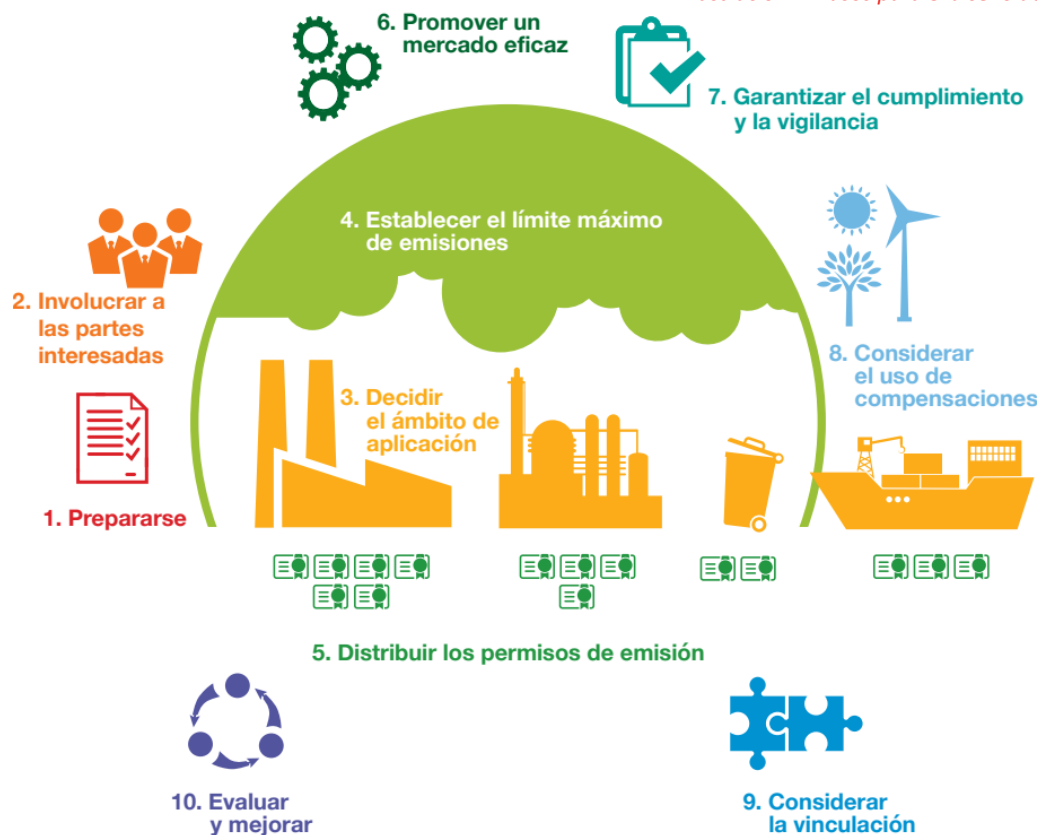 6. Promover un
mercado eficaz
7. Garantizar el cumplimiento
y la vigilancia
4. Establecer el límite máximo
de emisiones
2. Involucrar a
las partes
interesadas
8. Considerar
el uso de
compensaciones
3. Decidir
el ámbito de
aplicación
1. Prepararse
5. Distribuir los permisos de emisión
10. Evaluar
y mejorar
9. Considerar
la vinculación